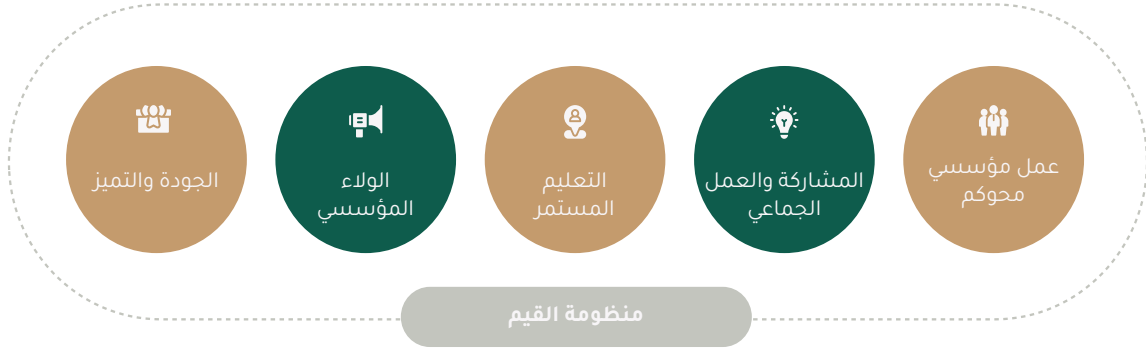 عمل مؤسسي
محوكم
المشاركة والعمل
الجماعي
التعليم
المستمر
الولاء
المؤسسي
الجودة والتميز
منظومة القيم